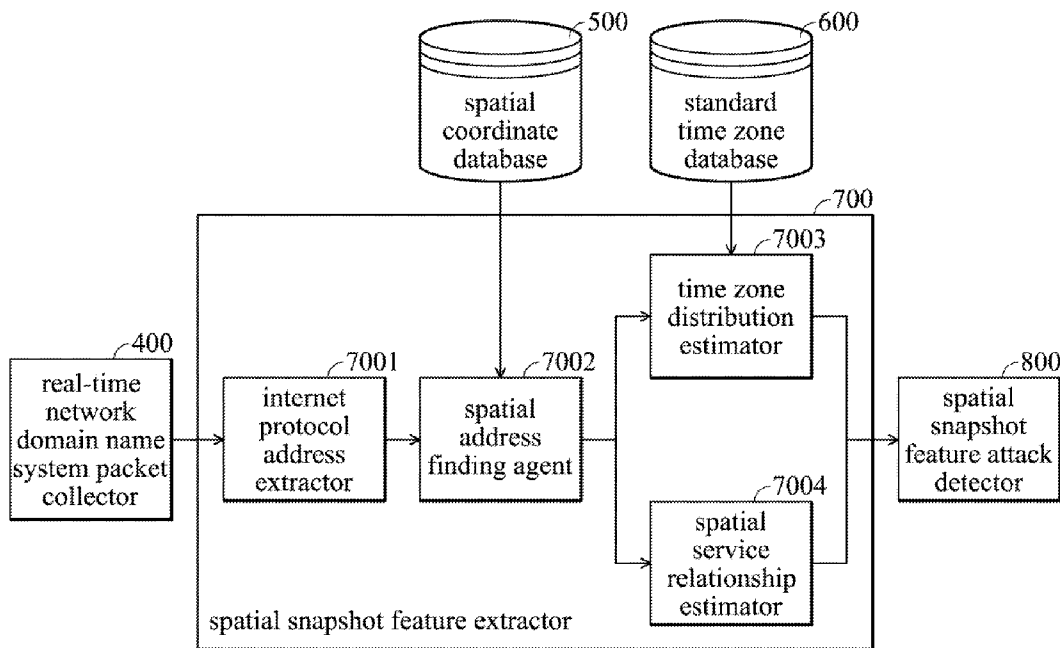 500
spatial
coordinate
database
600
standard
time zone
database
700
400
real-time
network
domain name
system packet
collector
7001
internet
protocol
address
extractor
7002
spatial
address
finding agent
7003
time zone
distribution
estimator
7004
spatial
service
relationship
estimator
800
spatial
snapshot
feature attack
detector
spatial snapshot feature extractor